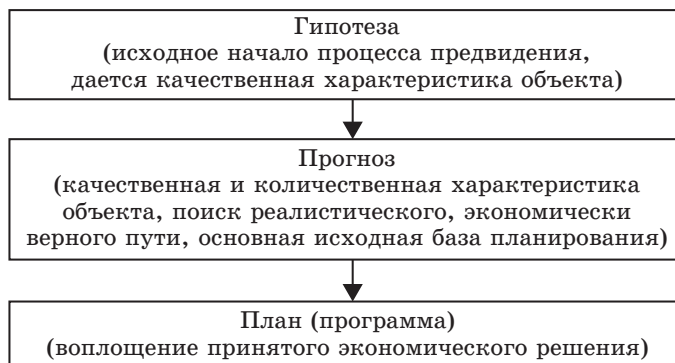 Гипотеза
(исходное начало процесса предвидения,
дается качественная характеристика объекта)
Прогноз
(качественная и количественная характеристика
объекта, поиск реалистического, экономически
верного пути, основная исходная база планирования)
План (программа)
(воплощение принятого экономического решения)